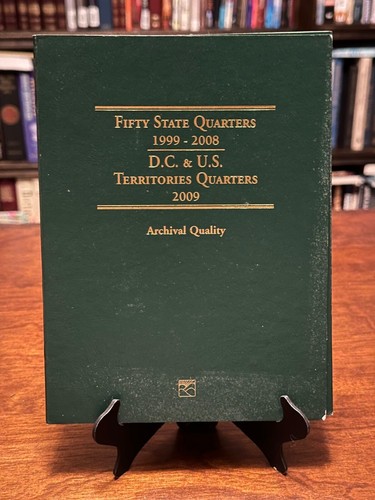 FIFTY STATE QUARTERS
1999 - 2008
D.C. & U.S.
TERRITORIES QUARTERS
2009
Archival Quality